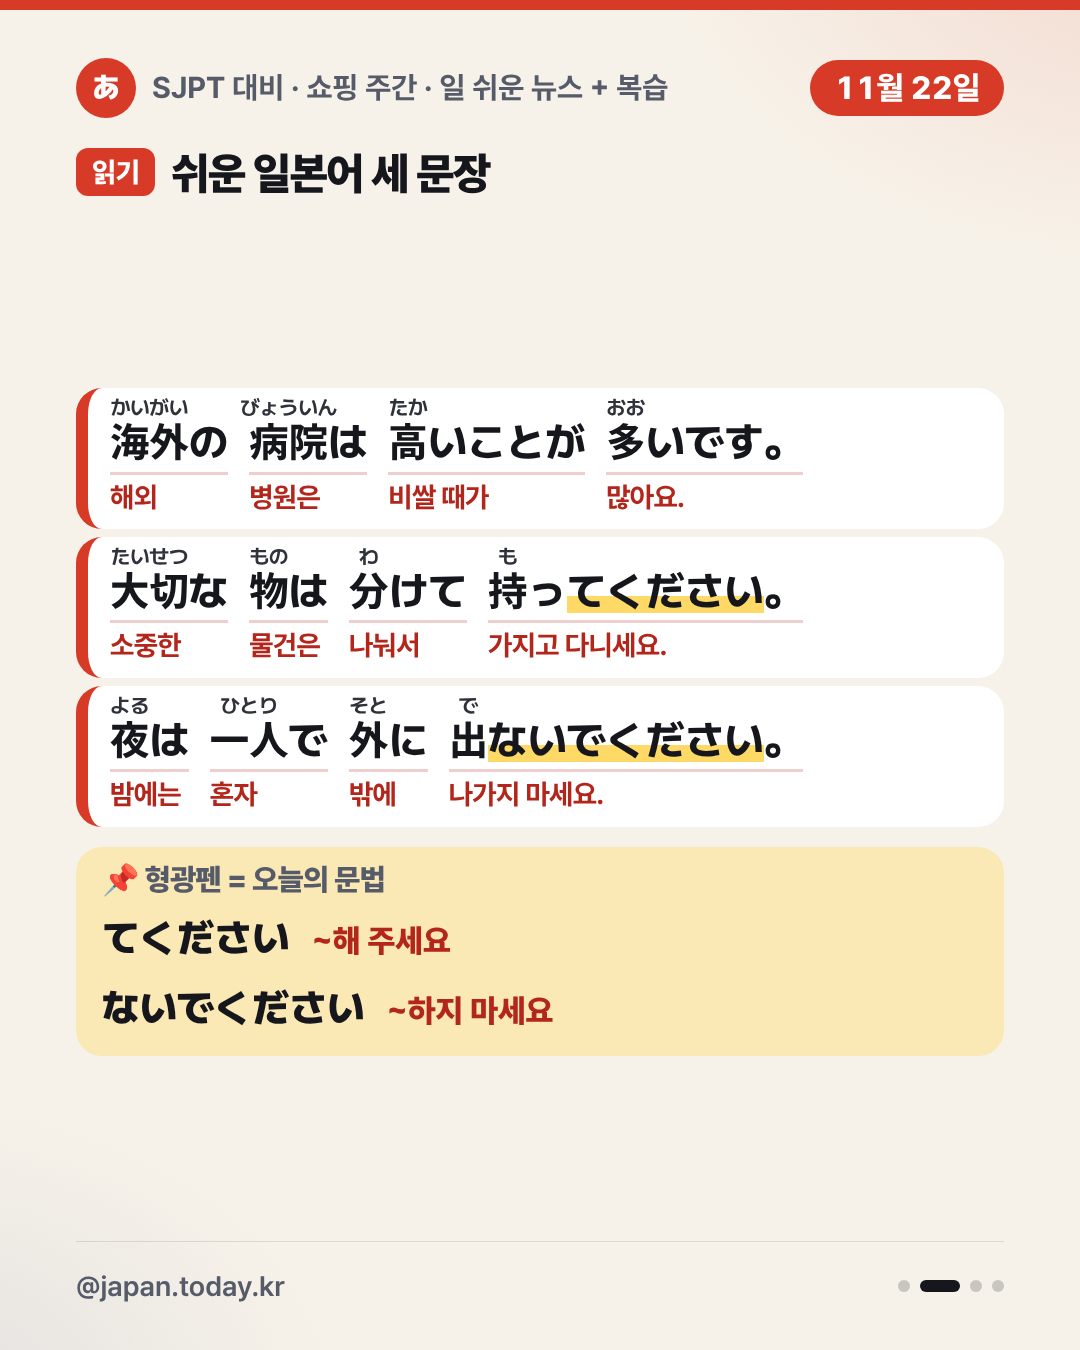 あ SJPT 대비 · 쇼핑 주간 · 일 쉬운 뉴스 + 복습 11월 22일
읽기 쉬운 일본어 세 문장
かいがい びょういん たか おお
海外の 病院は 高いことが 多いです。
해외 병원은 비쌀 때가 많아요.
たいせつ もの わ も
大切な 物は 分けて 持ってください。
소중한 물건은 나눠서 가지고 다니세요.
よる ひとり そと で
夜は 一人で 外に 出ないでください。
밤에는 혼자 밖에 나가지 마세요.
📌 형광펜 = 오늘의 문법
てください ~해 주세요
ないでください ~하지 마세요
@japan.today.kr